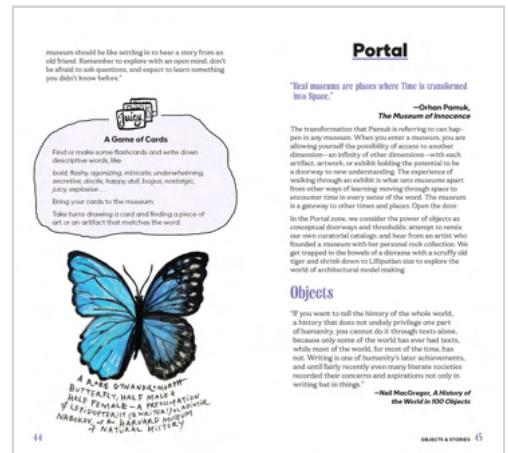 museum should be like settling in to hear a story from an
old friend. Remember to explore with an open mind, don't
be afraid to ask questions, and expect to learn something
you didn't know before."
juicy
A Game of Cards
Find or make some flashcards and write down
descriptive words, like
bold, flashy, agonizing, intricate, underwhelming,
secretive, docile, happy, dull, bogus, nostalgic,
juicy, explosive ...
Bring your cards to the museum.
Take turns drawing a card and finding a piece of
art or an artifact that matches the word.
A RARE GYNANDROMORPH
BUTTERFLY, HALF MALE &
HALF FEMALE – A PREOCCUPATION
of LEPIDOPTERIST (& WRITER!) VLADIMIR
NABOKOV, at the HARVARD MUSEUM
of NATURAL HISTORY
44
Portal
"Real museums are places where Time is transformed
into Space."
—Orhan Pamuk,
The Museum of Innocence
The transformation that Pamuk is referring to can hap-
pen in any museum. When you enter a museum, you are
allowing yourself the possibility of access to another
dimension—an infinity of other dimensions—with each
artifact, artwork, or exhibit holding the potential to be
a doorway to new understanding. The experience of
walking through an exhibit is what sets museums apart
from other ways of learning: moving through space to
encounter time in every sense of the word. The museum
is a gateway to other times and places. Open the door.
In the Portal zone, we consider the power of objects as
conceptual doorways and thresholds; attempt to remix
our own curatorial catalogs; and hear from an artist who
founded a museum with her personal rock collection. We
get trapped in the bowels of a diorama with a scruffy old
tiger and shrink down to Lilliputian size to explore the
world of architectural model making.
Objects
"If you want to tell the history of the whole world,
a history that does not unduly privilege one part
of humanity, you cannot do it through texts alone,
because only some of the world has ever had texts,
while most of the world, for most of the time, has
not. Writing is one of humanity's later achievements,
and until fairly recently even many literate societies
recorded their concerns and aspirations not only in
writing but in things."
—Neil MacGregor, A History of
the World in 100 Objects
OBJECTS & STORIES 45